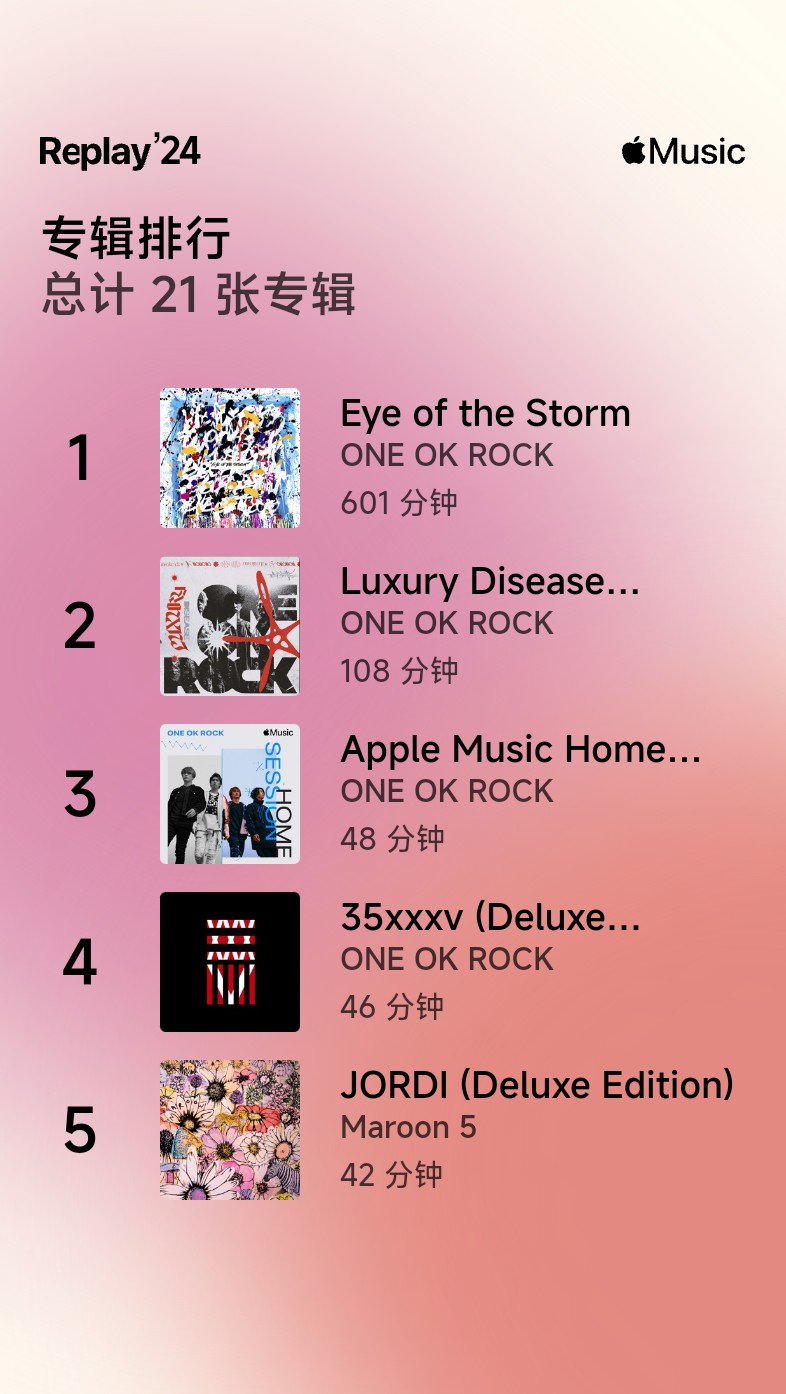 Replay’24
Music
专辑排行
总计 21 张专辑
1
Eye of the Storm
ONE OK ROCK
601 分钟
2
LUXURY
DISEASE
ROCK
Luxury Disease…
ONE OK ROCK
108 分钟
3
ONE OK ROCK
Music
SESSION
HOME
Apple Music Home…
ONE OK ROCK
48 分钟
4
35xxxv (Deluxe…
ONE OK ROCK
46 分钟
5
JORDI (Deluxe Edition)
Maroon 5
42 分钟